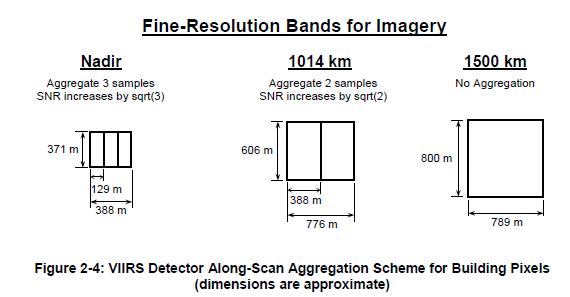 Fine-Resolution Bands for Imagery
Nadir
Aggregate 3 samples
SNR increases by sqrt(3)
371 m
129 m
388 m
1014 km
Aggregate 2 samples
SNR increases by sqrt(2)
606 m
388 m
776 m
1500 km
No Aggregation
800 m
789 m
Figure 2-4: VIIRS Detector Along-Scan Aggregation Scheme for Building Pixels
(dimensions are approximate)